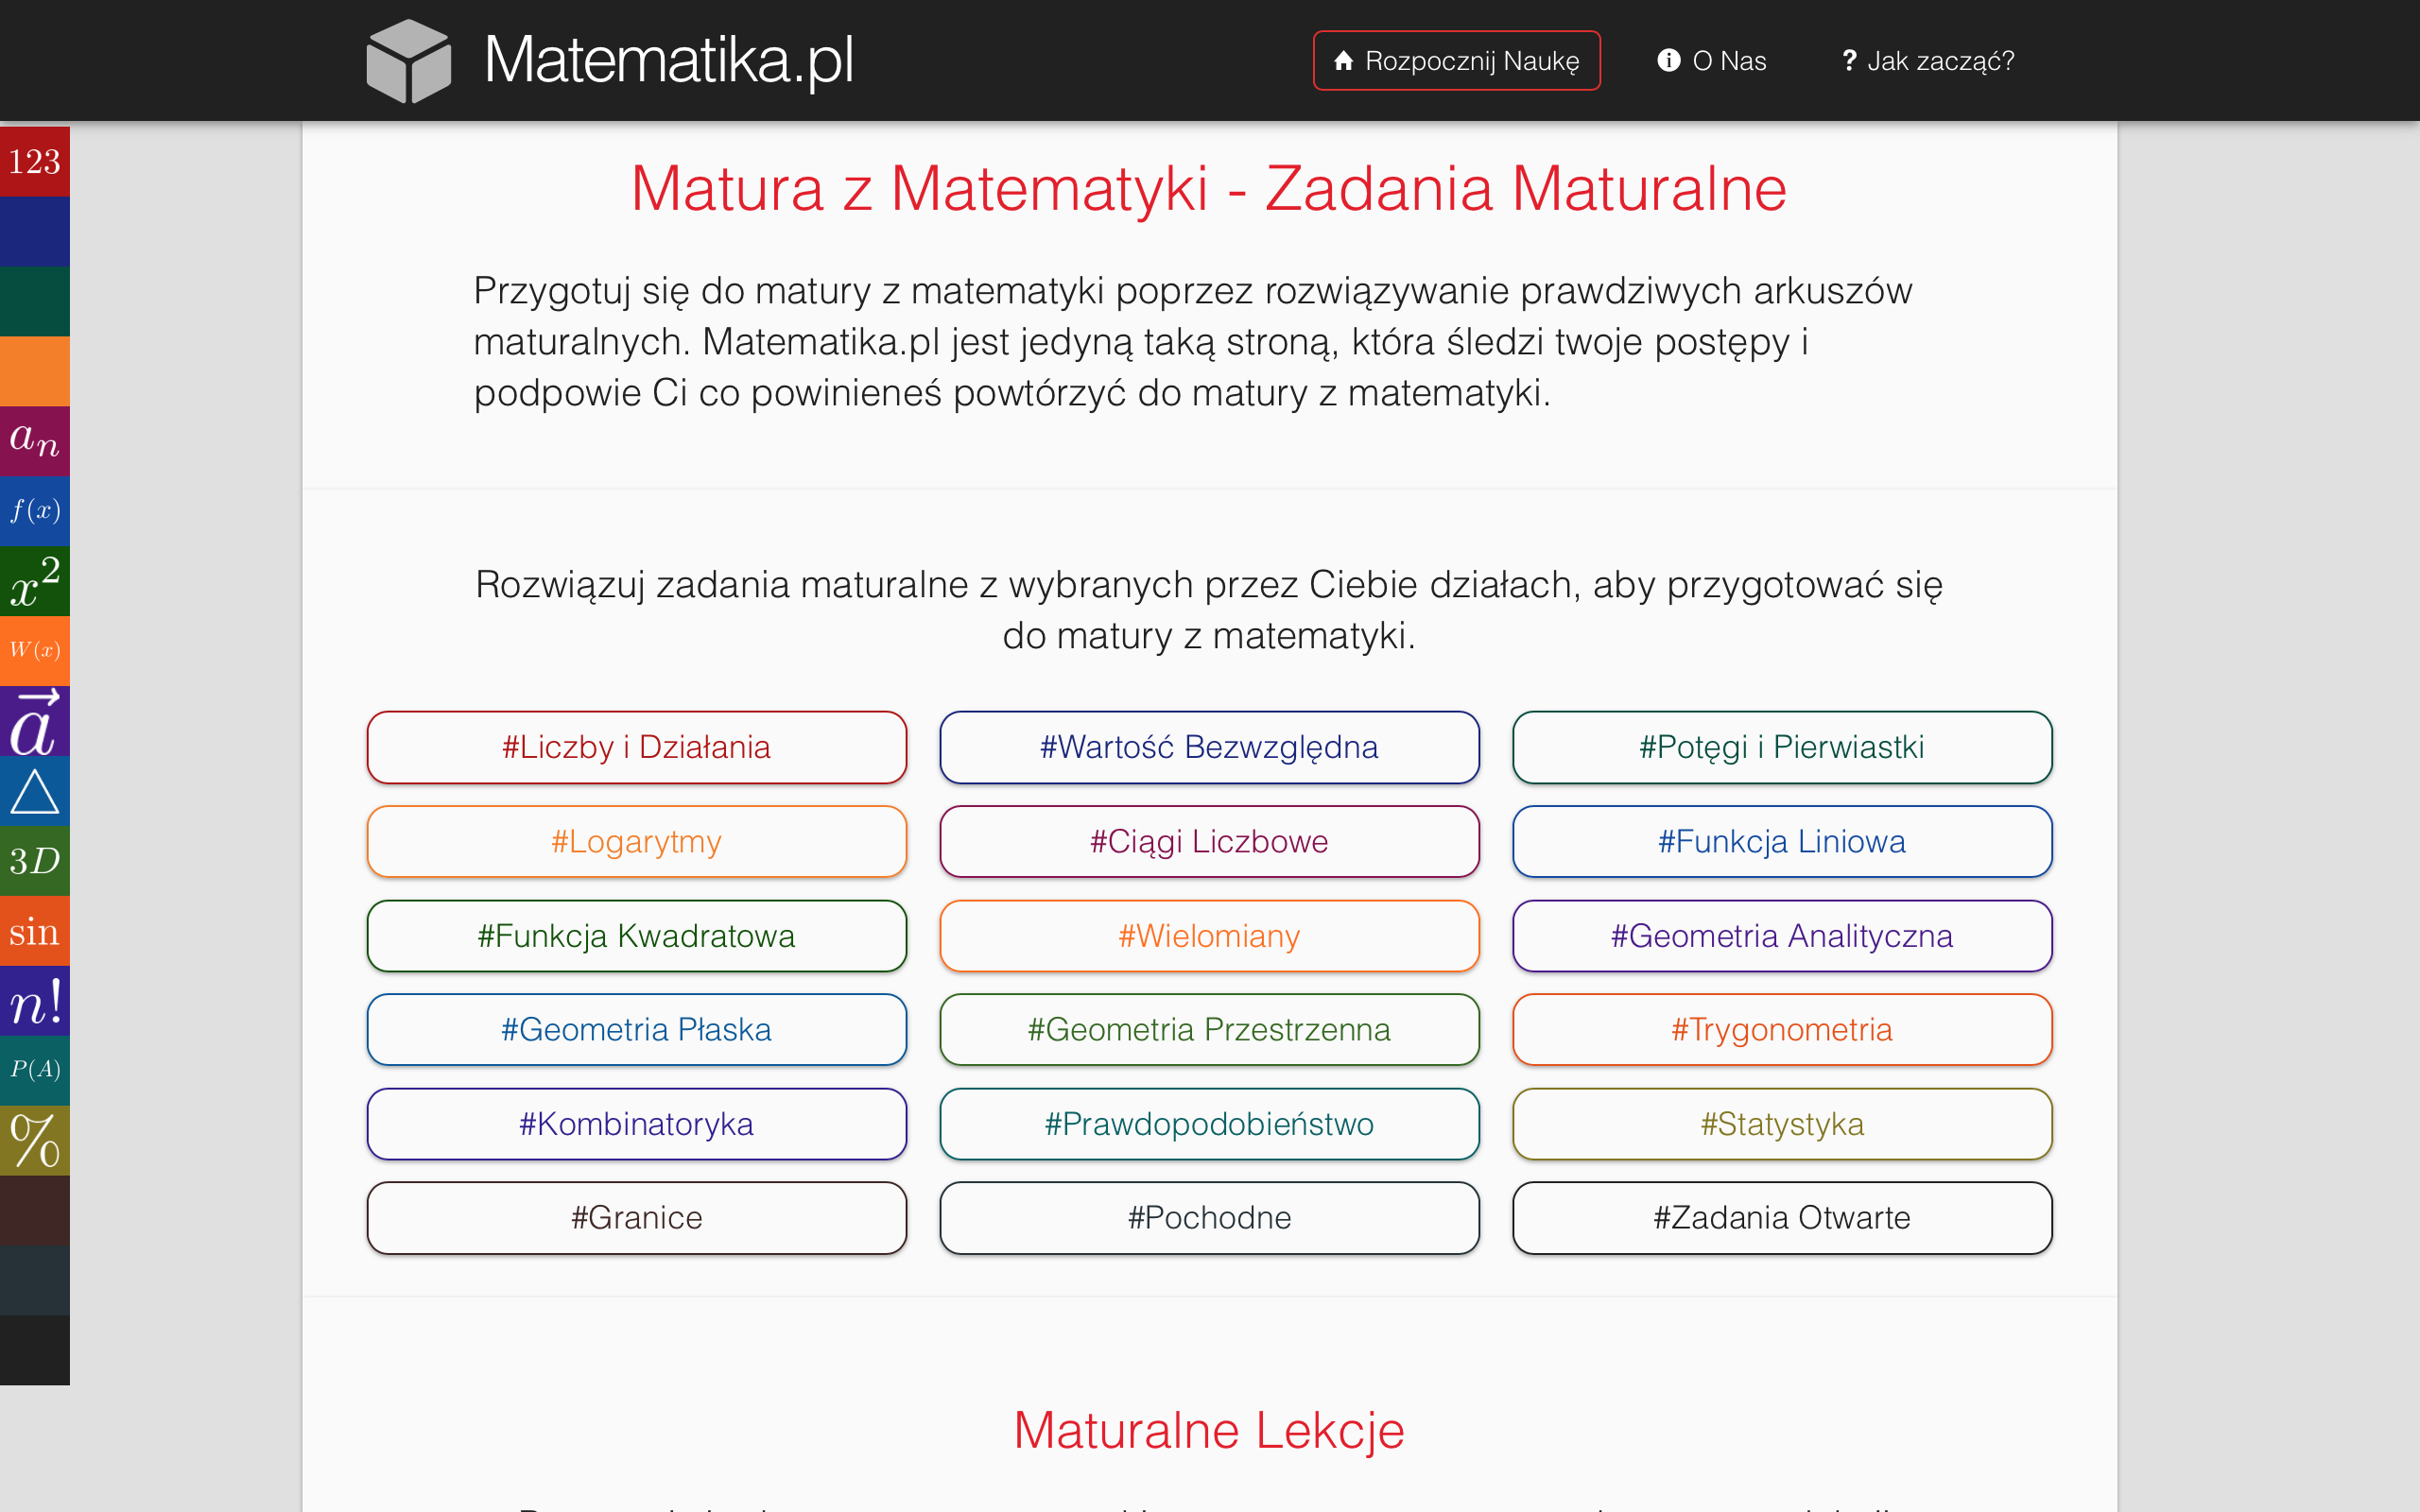 Matematika.pl
Rozpocznij Naukę
O Nas
? Jak zacząć?
123
a_n
f(x)
x²
W(x)
a⃗
3D
sin
n!
P(A)
%
Matura z Matematyki - Zadania Maturalne
Przygotuj się do matury z matematyki poprzez rozwiązywanie prawdziwych arkuszów
maturalnych. Matematika.pl jest jedyną taką stroną, która śledzi twoje postępy i
podpowie Ci co powinieneś powtórzyć do matury z matematyki.
Rozwiązuj zadania maturalne z wybranych przez Ciebie działach, aby przygotować się
do matury z matematyki.
#Liczby i Działania
#Wartość Bezwzględna
#Potęgi i Pierwiastki
#Logarytmy
#Ciągi Liczbowe
#Funkcja Liniowa
#Funkcja Kwadratowa
#Wielomiany
#Geometria Analityczna
#Geometria Płaska
#Geometria Przestrzenna
#Trygonometria
#Kombinatoryka
#Prawdopodobieństwo
#Statystyka
#Granice
#Pochodne
#Zadania Otwarte
Maturalne Lekcje